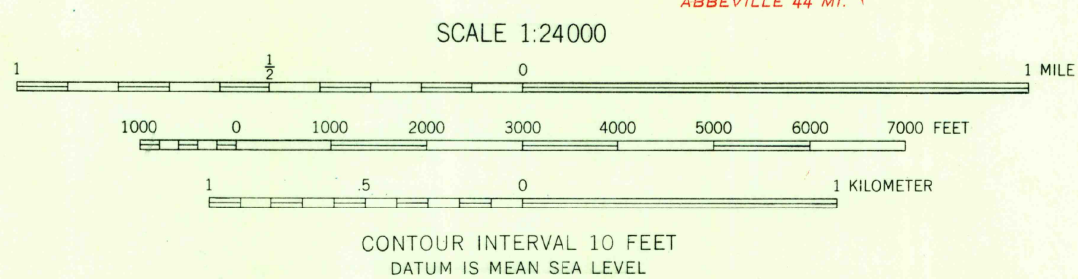 ABBEVILLE 44 MI.
SCALE 1:24000
1 ½ 0 1 MILE
1000 0 1000 2000 3000 4000 5000 6000 7000 FEET
1 .5 0 1 KILOMETER
CONTOUR INTERVAL 10 FEET
DATUM IS MEAN SEA LEVEL